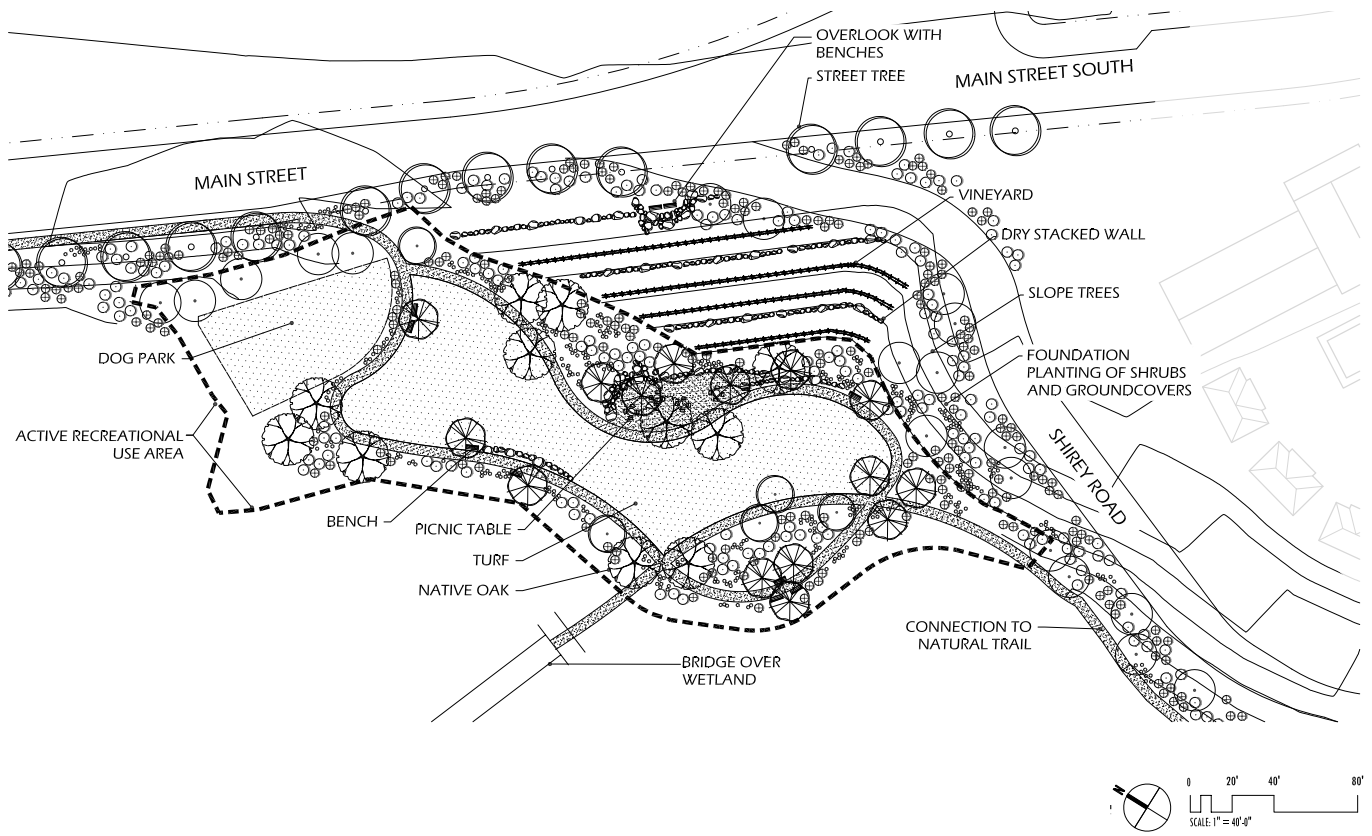 OVERLOOK WITH
BENCHES
STREET TREE
MAIN STREET SOUTH
MAIN STREET
VINEYARD
DRY STACKED WALL
SLOPE TREES
DOG PARK
FOUNDATION
PLANTING OF SHRUBS
AND GROUNDCOVERS
ACTIVE RECREATIONAL
USE AREA
SHIREY ROAD
BENCH
PICNIC TABLE
TURF
NATIVE OAK
CONNECTION TO
NATURAL TRAIL
BRIDGE OVER
WETLAND
N
0 20' 40' 80'
SCALE: 1" = 40'-0"